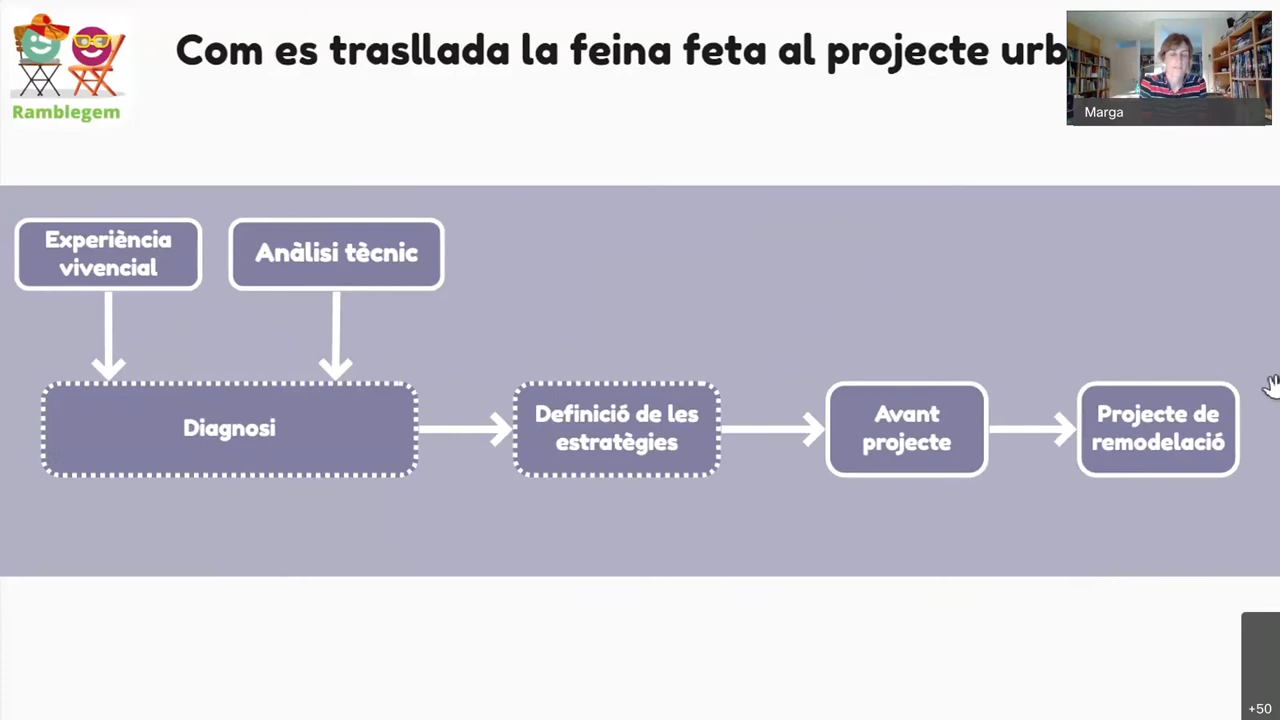 Com es trasllada la feina feta al projecte urb
Ramblegem
Marga
Experiència
vivencial
Anàlisi tècnic
Diagnosi
Definició de les
estratègies
Avant
projecte
Projecte de
remodelació
+50